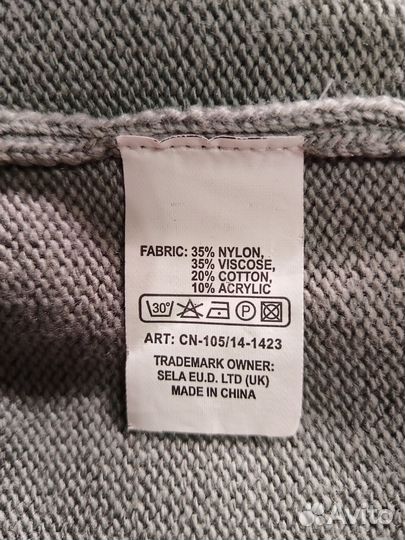 FABRIC: 35% NYLON,
35% VISCOSE,
20% COTTON,
10% ACRYLIC
30°
P
ART: CN-105/14-1423
TRADEMARK OWNER:
SELA EU.D. LTD (UK)
MADE IN CHINA
Avito